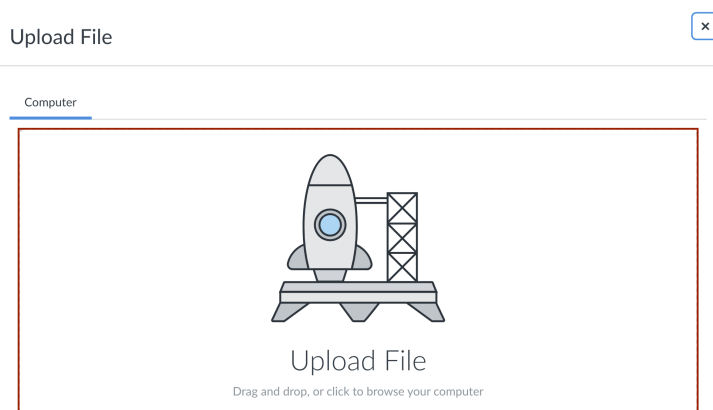 Upload File
×
Computer
Upload File
Drag and drop, or click to browse your computer